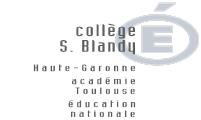 collège
S. Blandy
Haute-Garonne
académie
Toulouse
éducation
nationale